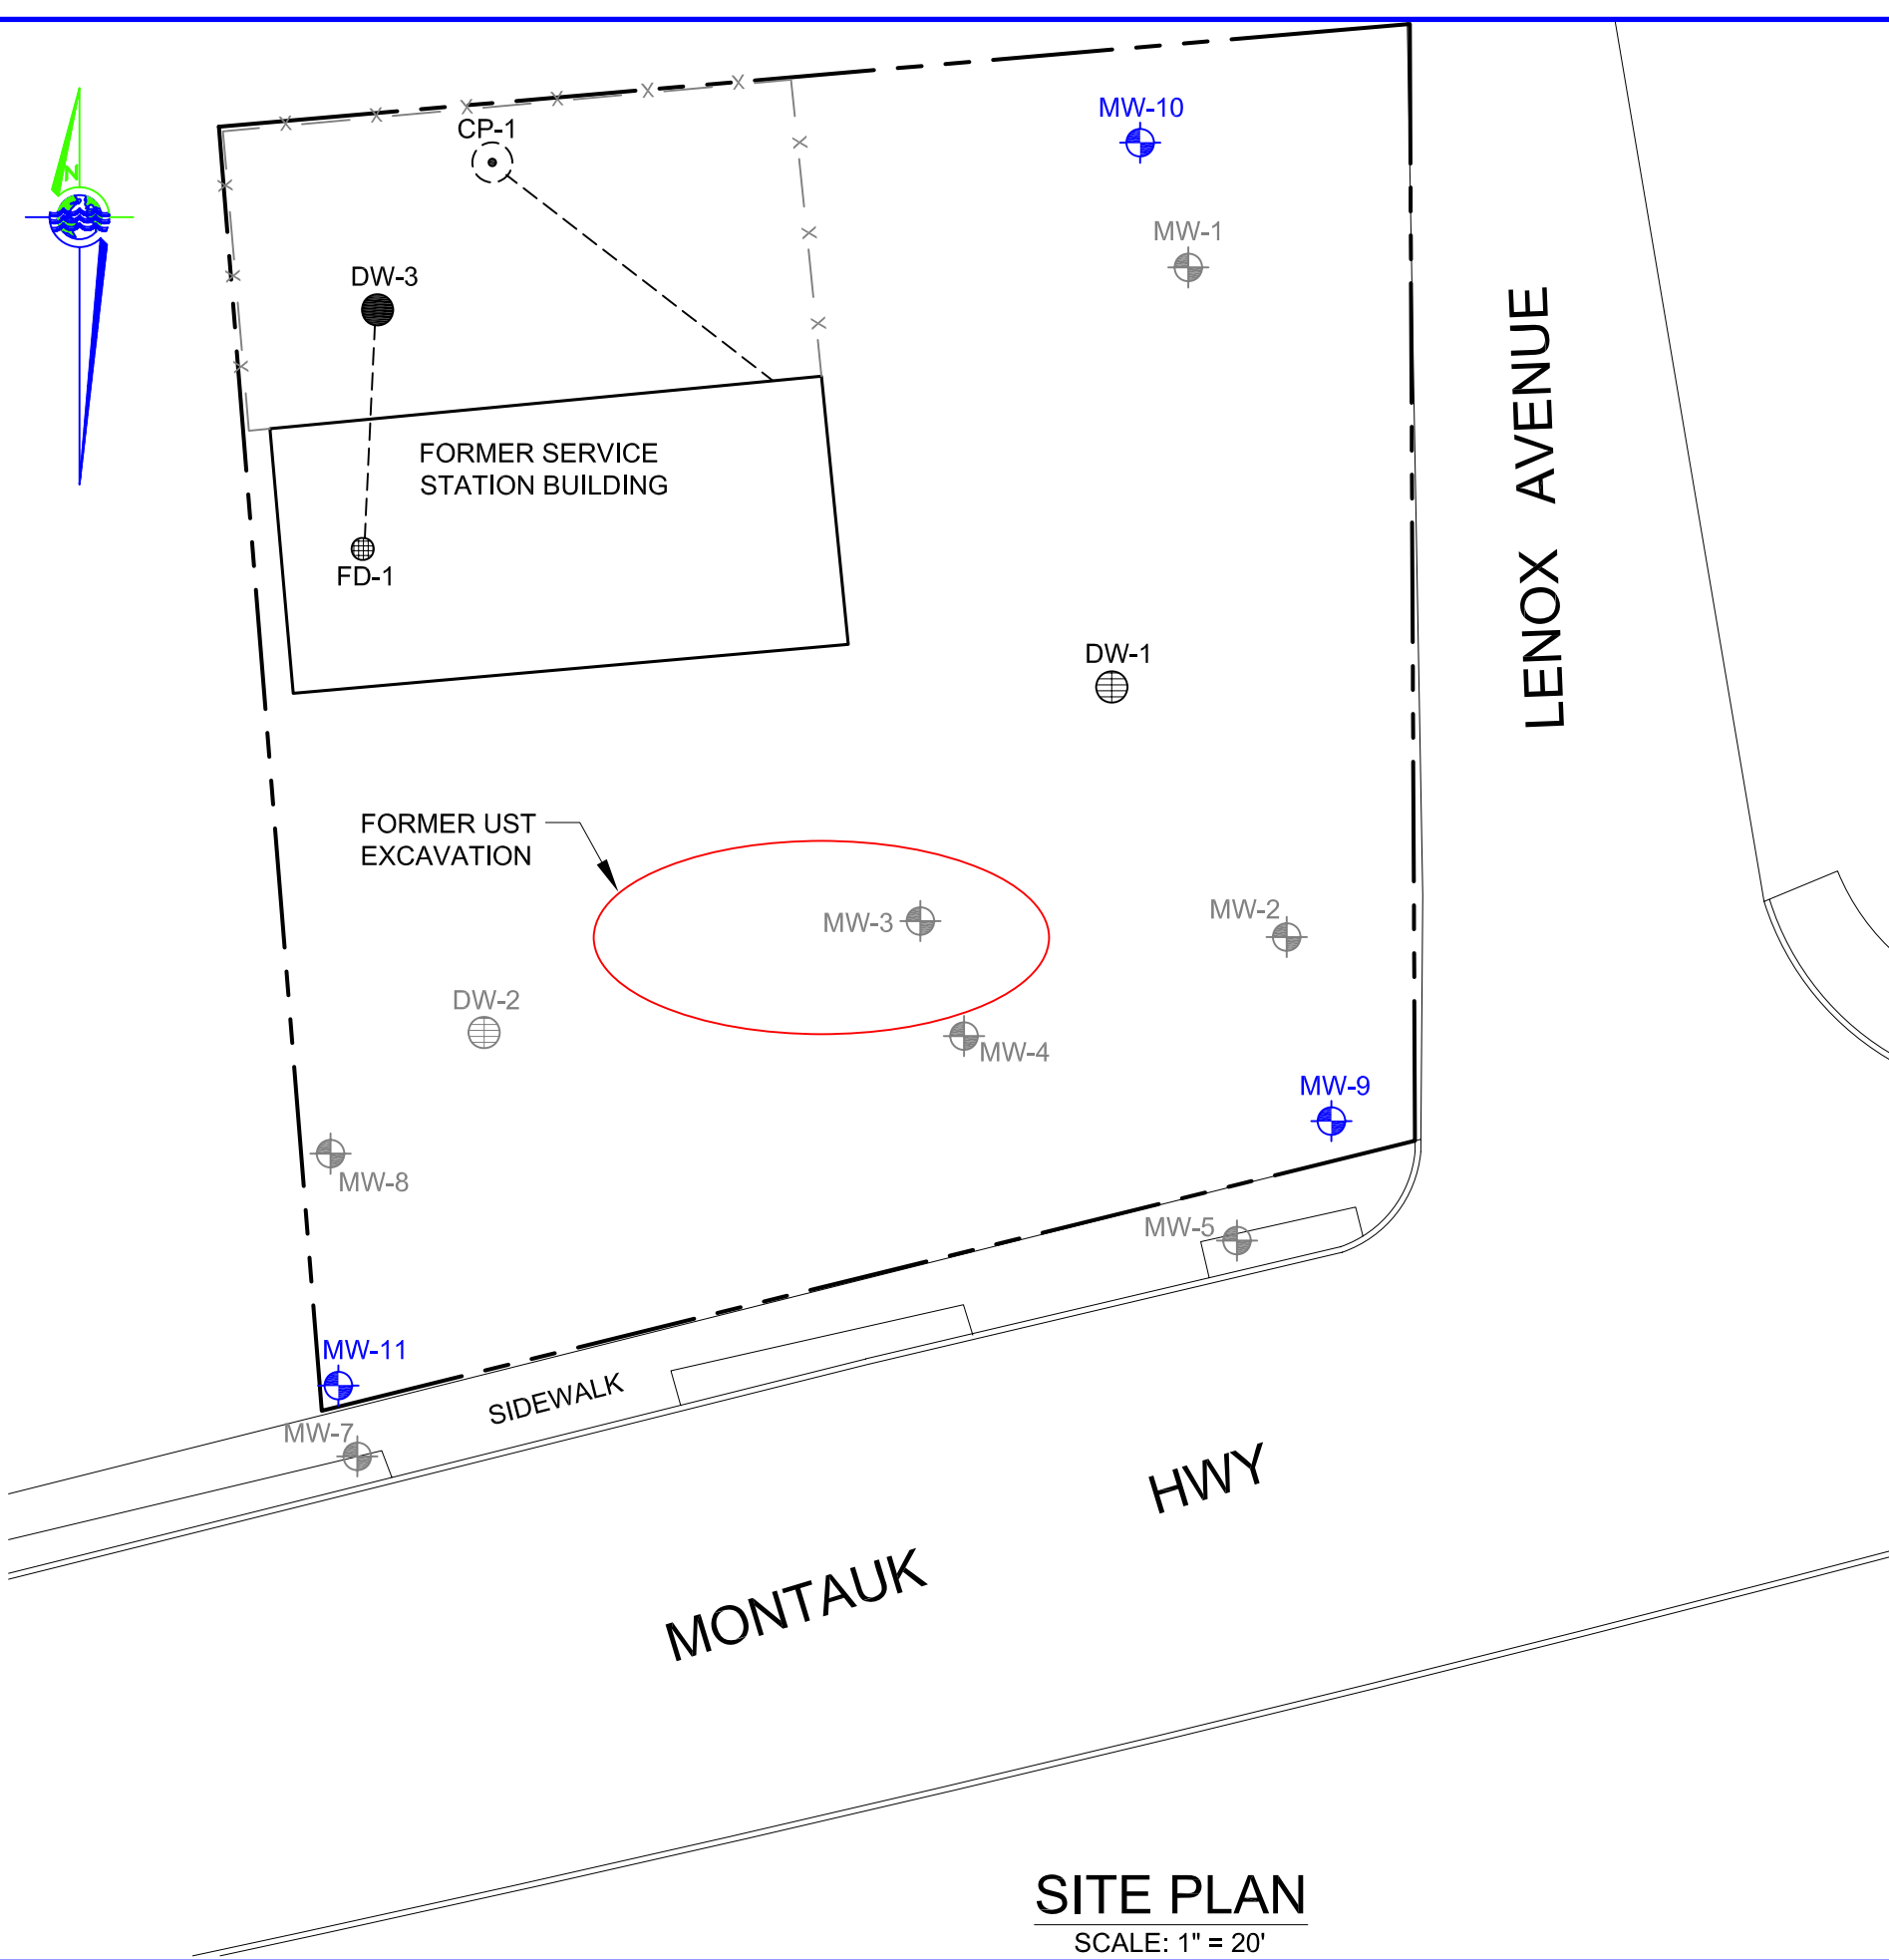 MW-10
CP-1
N
MW-1
DW-3
LENOX AVENUE
FORMER SERVICE
STATION BUILDING
FD-1
DW-1
FORMER UST
EXCAVATION
MW-3
MW-2
DW-2
MW-4
MW-9
MW-8
MW-5
MW-11
SIDEWALK
MW-7
MONTAUK HWY
SITE PLAN
SCALE: 1" = 20'